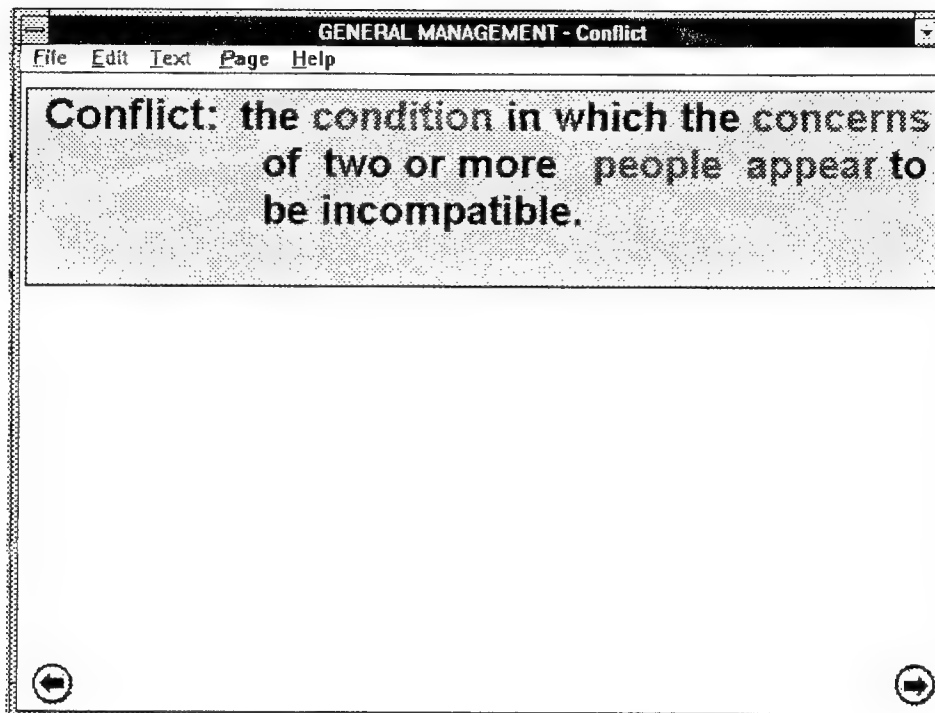 GENERAL MANAGEMENT - Conflict
File Edit Text Page Help
Conflict: the condition in which the concerns
of two or more people appear to
be incompatible.